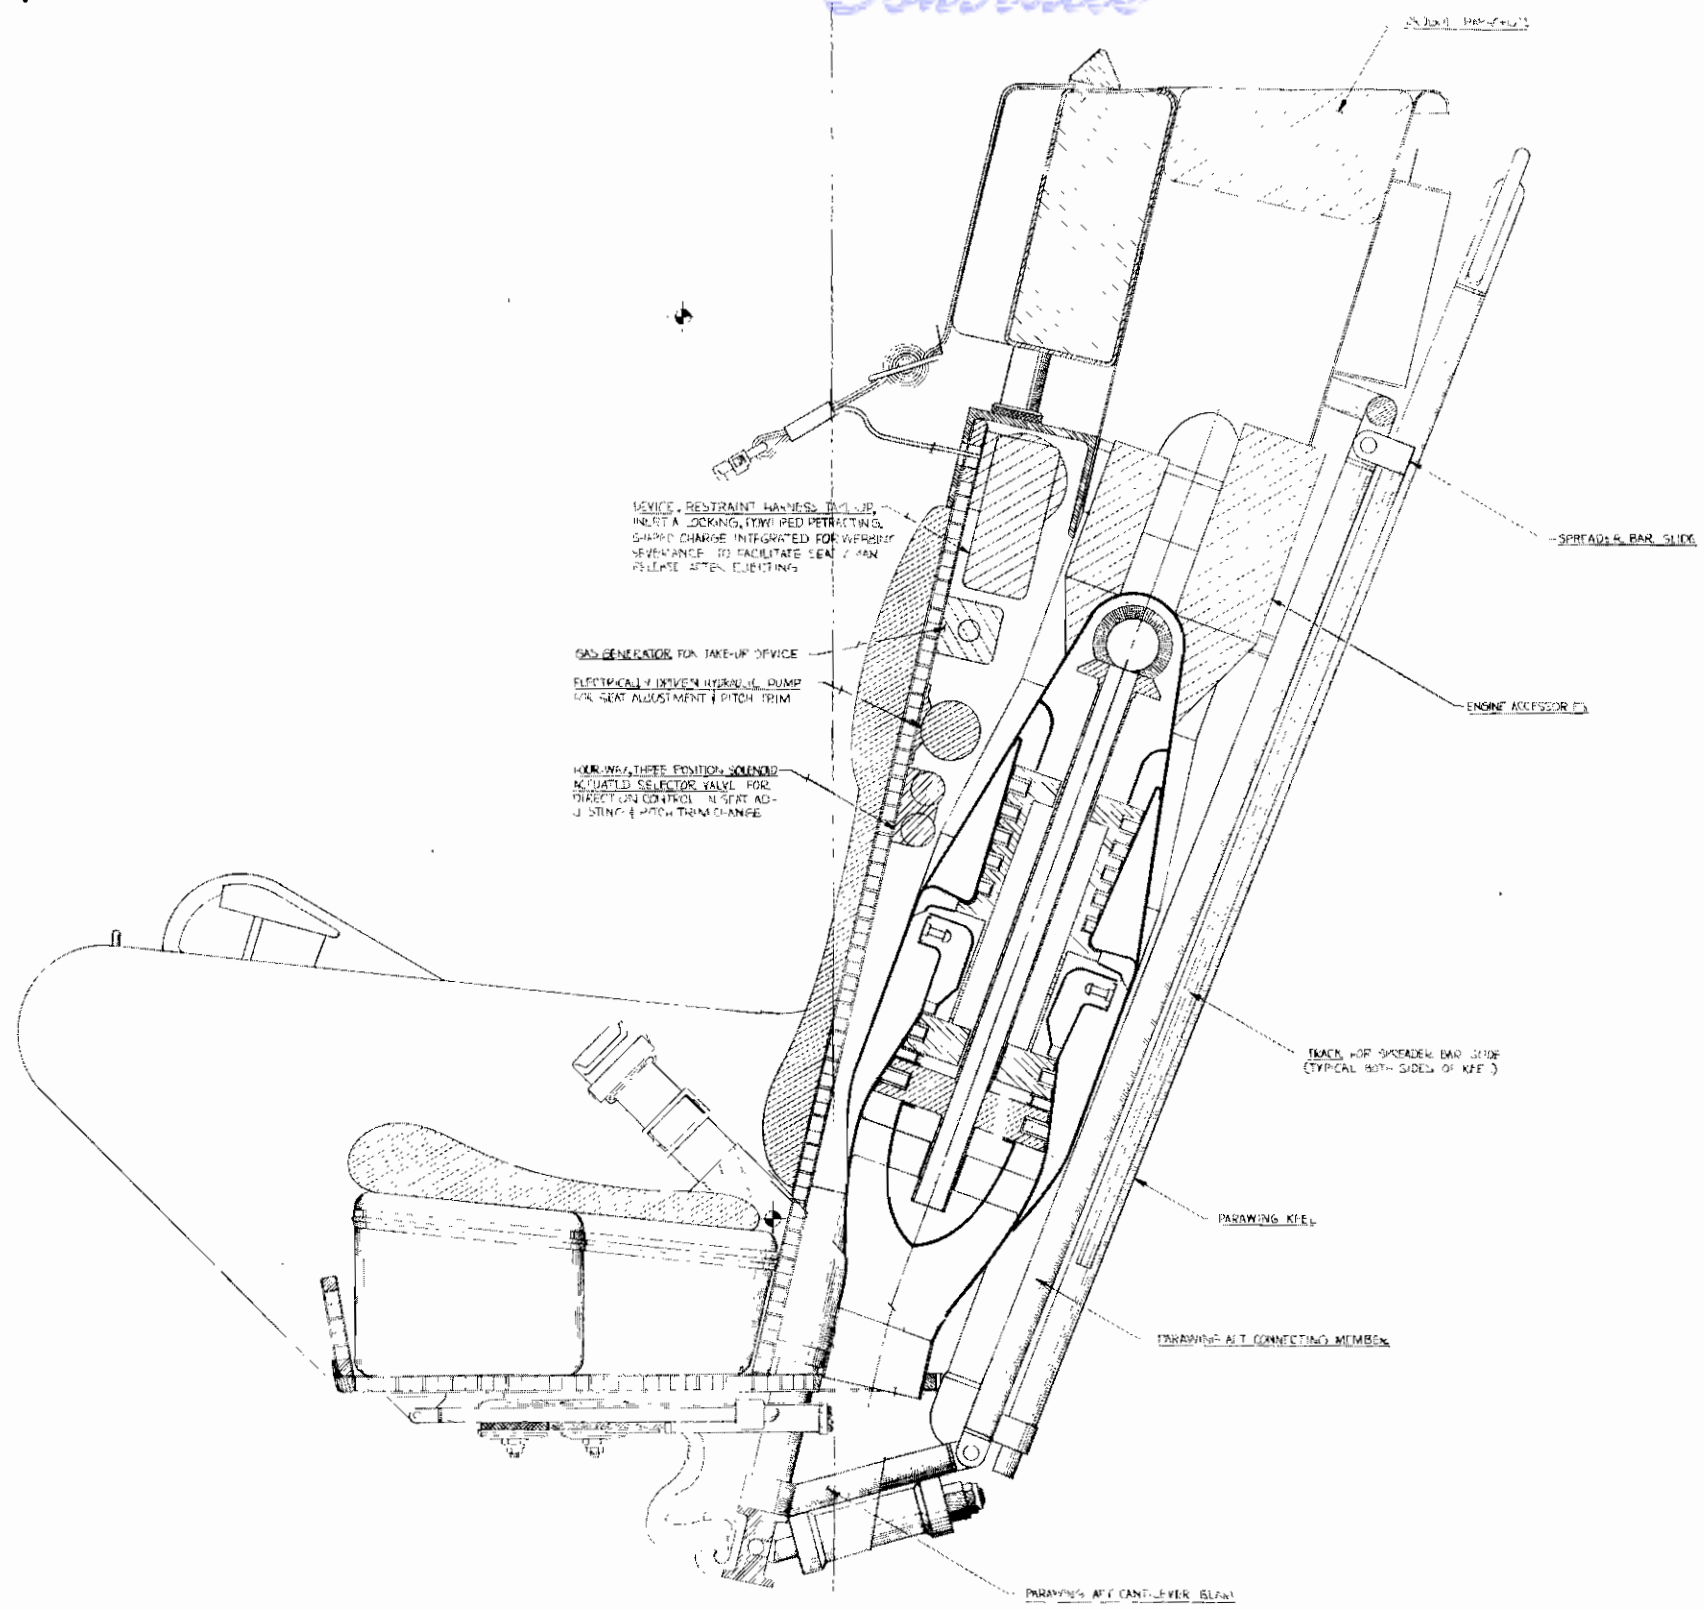 DEVICE, RESTRAINT HARNESS TAKE-UP,
LOCKING, POWERED RETRACTING,
SHAPED CHARGE INTEGRATED FOR WEBBING
SEVERANCE TO FACILITATE SEAT / MAN
RELEASE AFTER EJECTING
SPREADER BAR SLIDE
GAS GENERATOR FOR TAKE-UP DEVICE
ELECTRICALLY DRIVEN HYDRAULIC PUMP
FOR SEAT ADJUSTMENT & PITCH TRIM
ENGINE ACCESSORIES
FOUR-WAY, THREE POSITION SOLENOID
ACTUATED SELECTOR VALVE FOR
DIRECTION CONTROL IN SEAT AD-
JUSTING & PITCH TRIM CHANGE
TRACK FOR SPREADER BAR SLIDE
(TYPICAL BOTH SIDES OF KEEL)
PARAWING KEEL
PARAWING AFT CONNECTING MEMBER
PARAWING AFT CANTILEVER BEAM